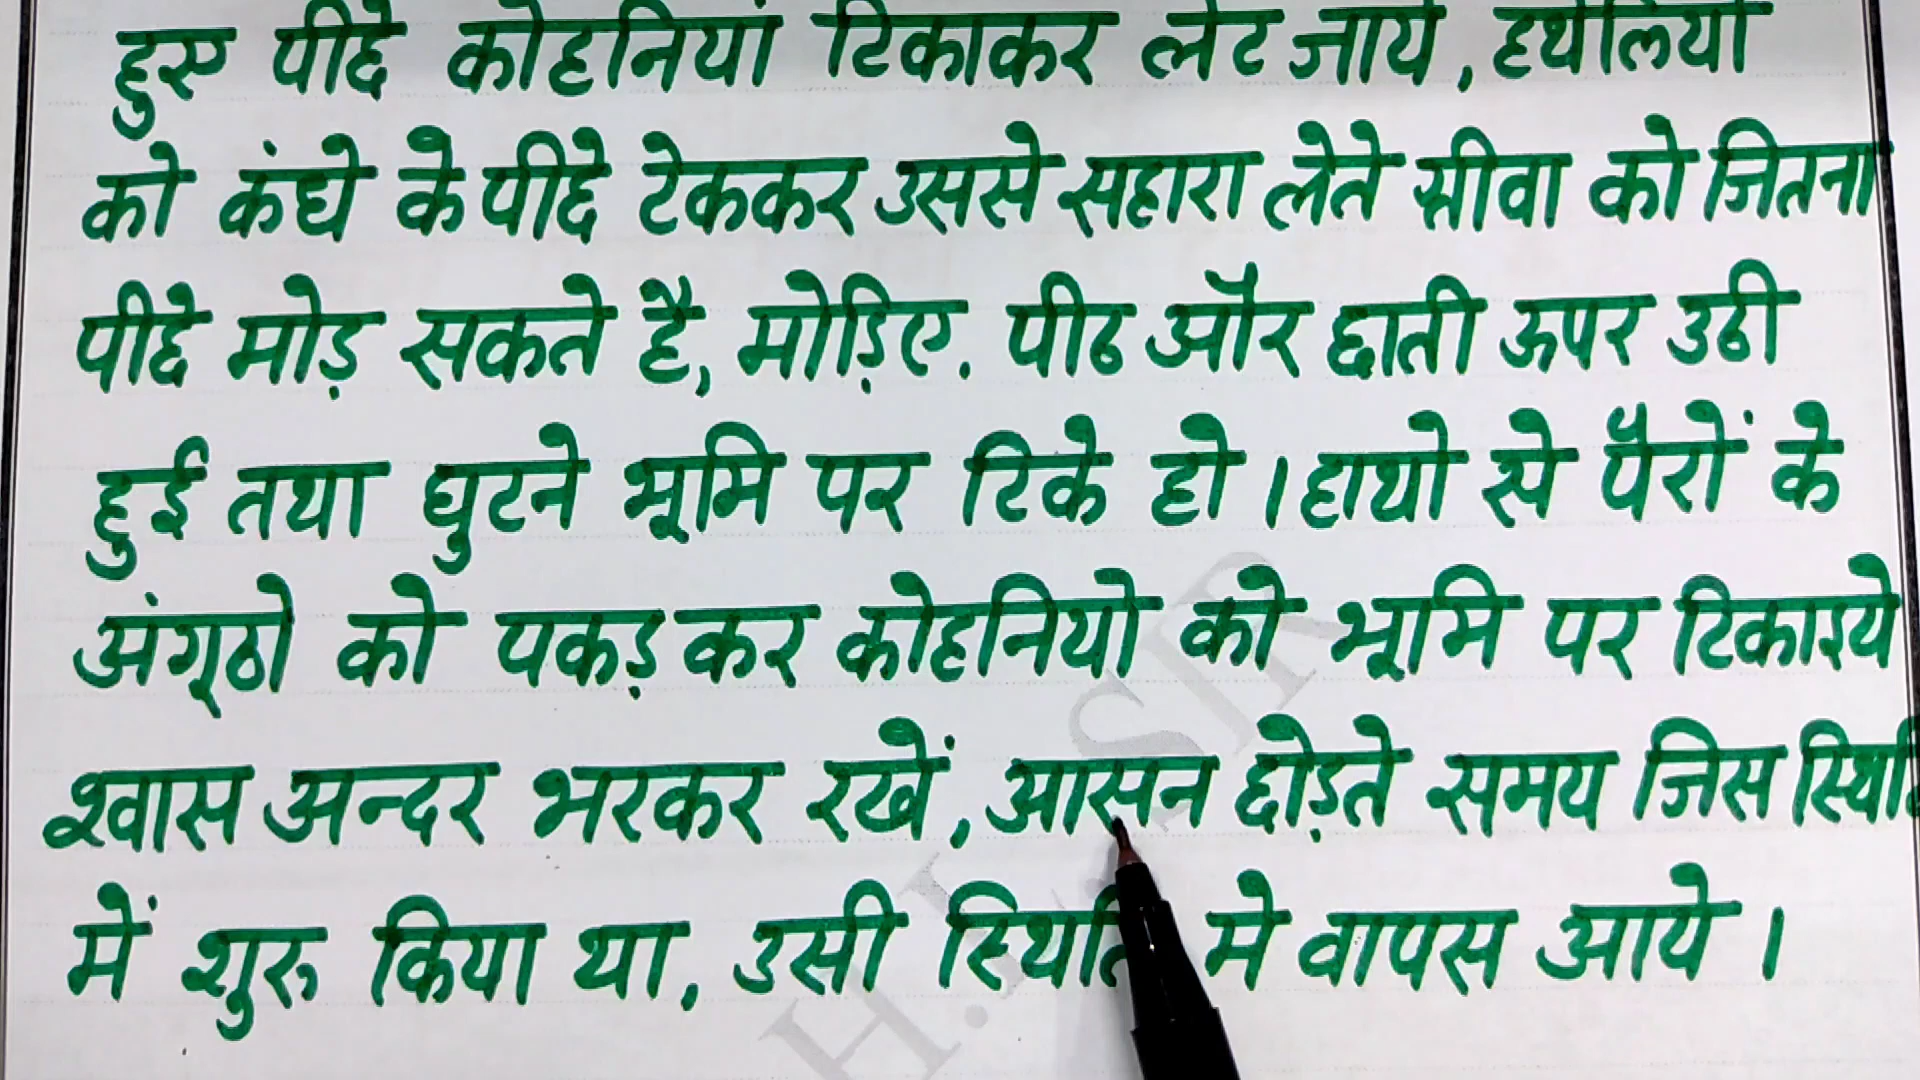 हुए पीछे कोहनियां टिकाकर लेट जाये, हथेलियो
को कंधे के पीछे टेककर उससे सहारा लेते ग्रीवा को जितना
पीछे मोड़ सकते है, मोड़िए. पीठ और छाती ऊपर उठी
हुई तथा घुटने भूमि पर टिके हो । हाथो से पैरों के
अंगूठो को पकड़ कर कोहनियो को भूमि पर टिकाइये
श्वास अन्दर भरकर रखें, आसन छोड़ते समय जिस
में शुरु किया था, उसी स्थिति मे वापस आये ।
H.L. SIR